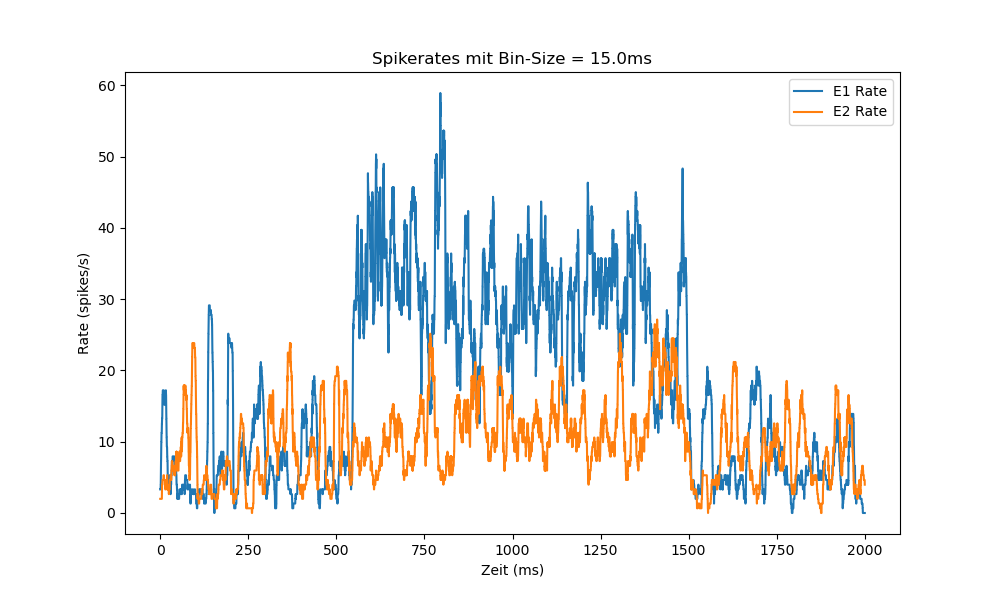 Spikerates mit Bin-Size = 15.0ms
E1 Rate
E2 Rate
Rate (spikes/s)
60
50
40
30
20
10
0
0 250 500 750 1000 1250 1500 1750 2000
Zeit (ms)